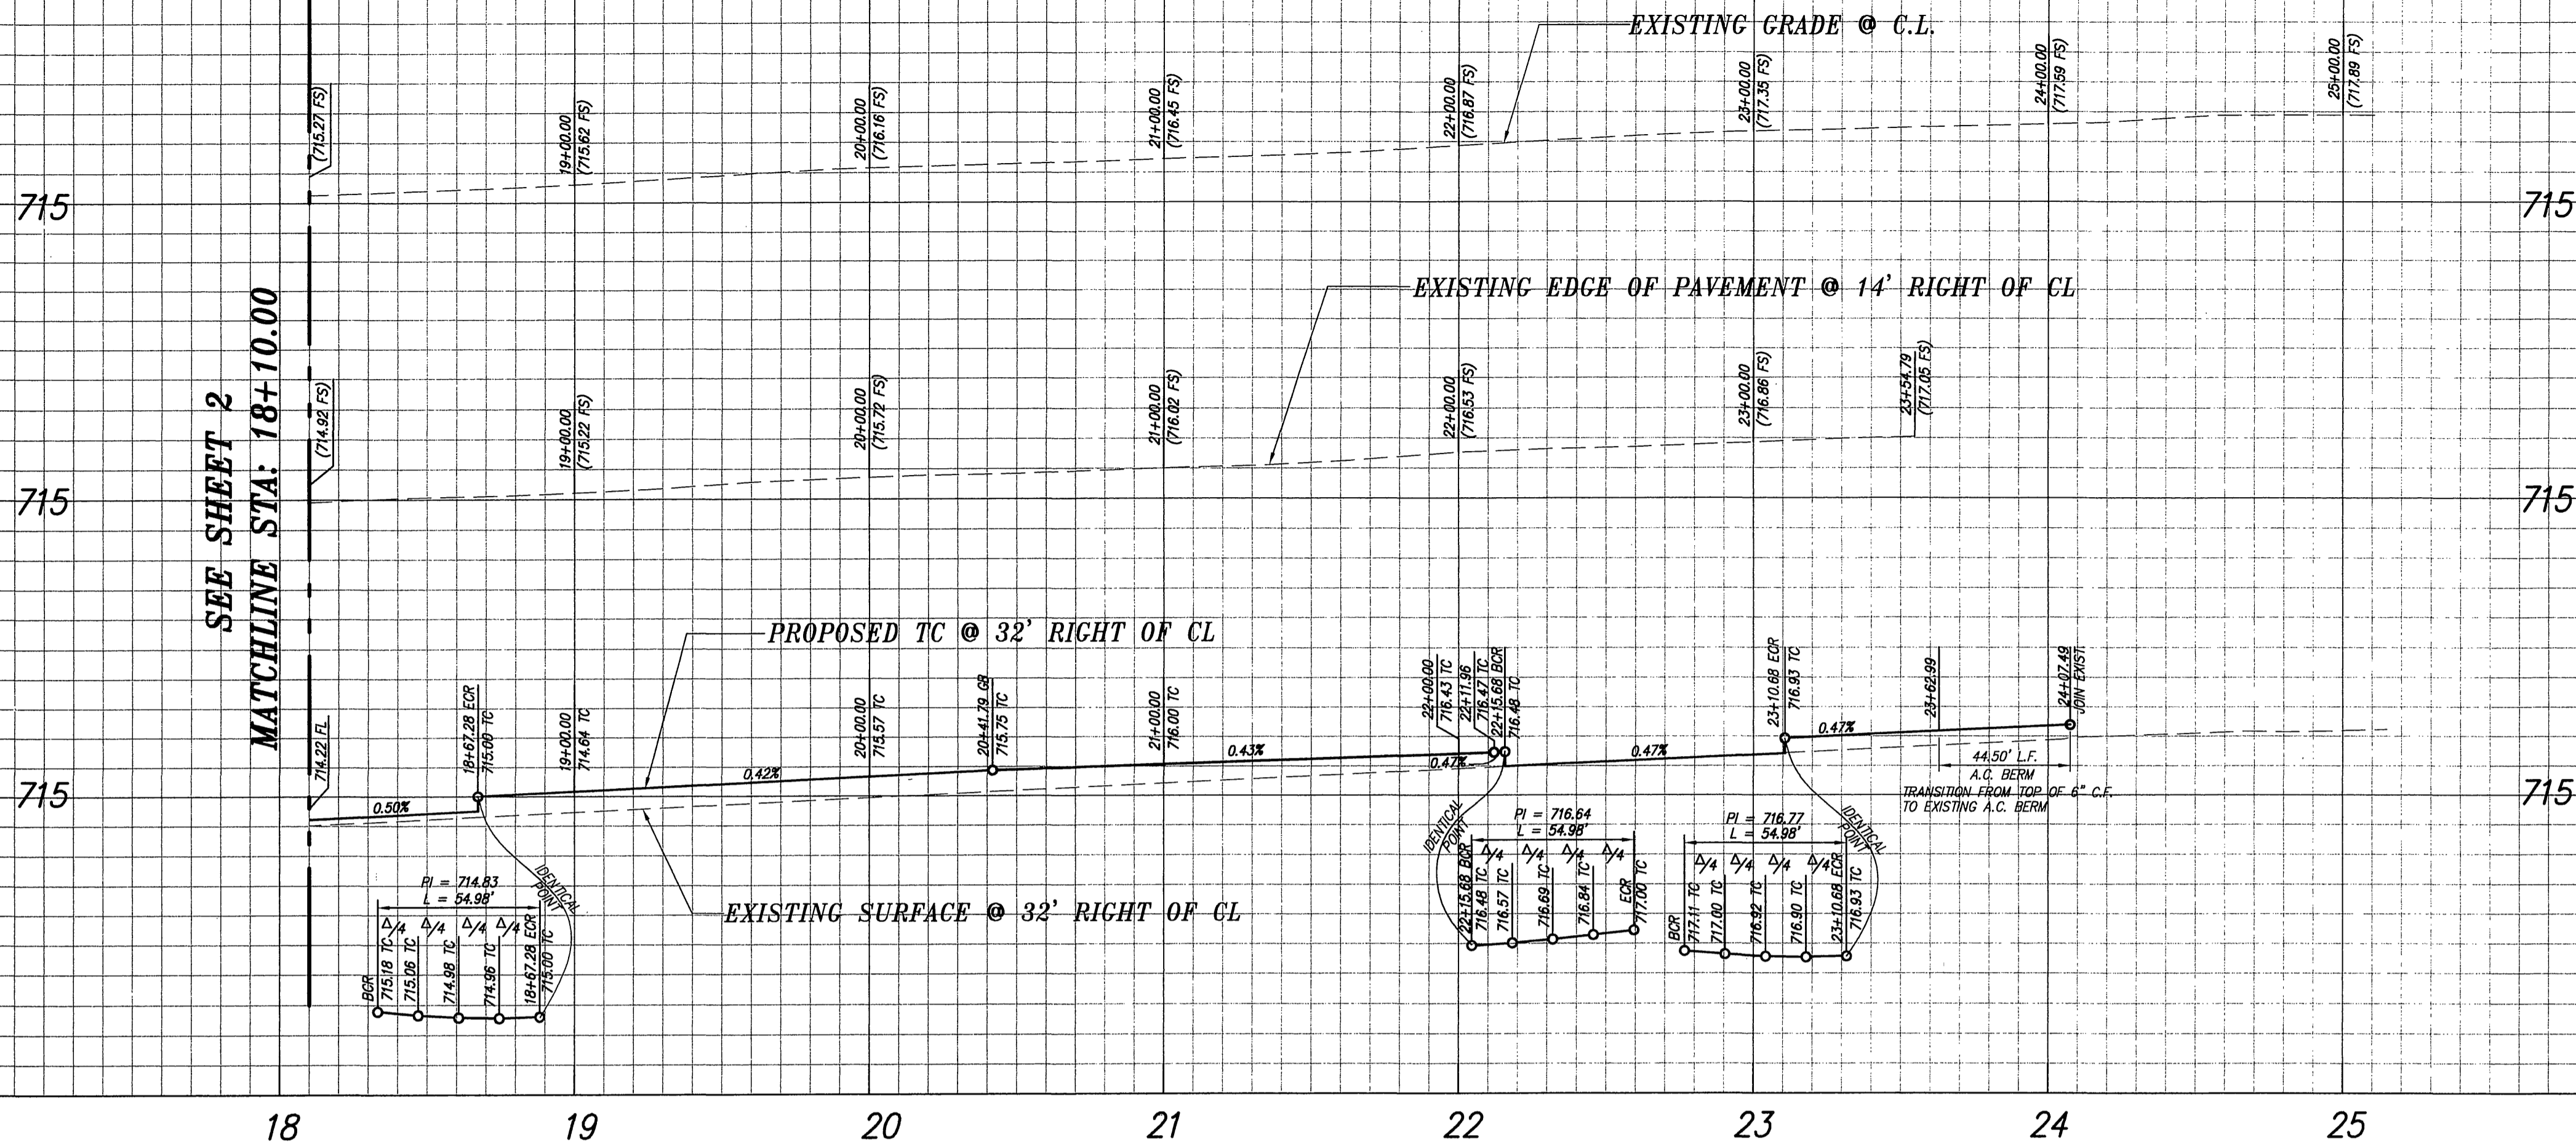 EXISTING GRADE @ C.L.
(715.27 FS)
19+00.00
(715.62 FS)
20+00.00
(716.16 FS)
21+00.00
(716.45 FS)
22+00.00
(716.87 FS)
23+00.00
(717.35 FS)
24+00.00
(717.59 FS)
25+00.00
(717.89 FS)
715
715
EXISTING EDGE OF PAVEMENT @ 14' RIGHT OF CL
SEE SHEET 2
MATCHLINE STA: 18+10.00
(714.92 FS)
19+00.00
(715.22 FS)
20+00.00
(715.72 FS)
21+00.00
(716.02 FS)
22+00.00
(716.53 FS)
23+00.00
(716.86 FS)
23+54.79
(717.05 FS)
715
715
PROPOSED TC @ 32' RIGHT OF CL
714.22 FL
18+67.28 ECR
715.00 TC
19+00.00
714.64 TC
20+00.00
715.57 TC
20+41.79 GB
715.75 TC
21+00.00
716.00 TC
22+00.00
716.43 TC
22+11.96
716.47 TC
22+15.68 BCR
716.48 TC
23+10.68 ECR
716.93 TC
23+62.99
24+07.49
JOIN EXIST.
715
715
0.50%
0.42%
0.43%
0.47%
0.47%
0.47%
44.50' L.F.
A.C. BERM
TRANSITION FROM TOP OF 6" C.F.
TO EXISTING A.C. BERM
EXISTING SURFACE @ 32' RIGHT OF CL
PI = 714.83
L = 54.98'
Δ/4 Δ/4 Δ/4 Δ/4
BCR
715.18 TC
715.06 TC
714.98 TC
714.96 TC
18+67.28 ECR
715.00 TC
IDENTICAL
POINT
IDENTICAL
POINT
PI = 716.64
L = 54.98'
Δ/4 Δ/4 Δ/4 Δ/4
22+15.68 BCR
716.48 TC
716.57 TC
716.69 TC
716.84 TC
ECR
717.00 TC
PI = 716.77
L = 54.98'
Δ/4 Δ/4 Δ/4 Δ/4
BCR
717.11 TC
717.00 TC
716.92 TC
716.90 TC
23+10.68 ECR
716.93 TC
IDENTICAL
POINT
18 19 20 21 22 23 24 25